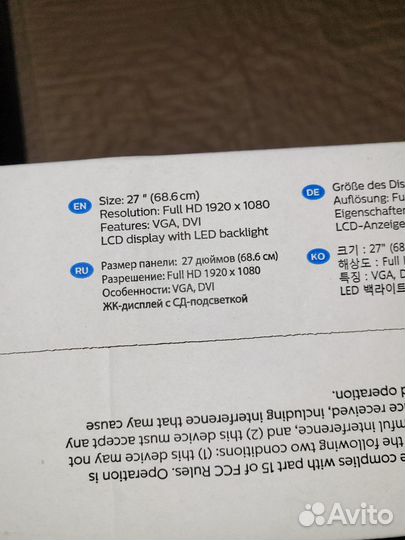 EN
Size: 27 " (68.6 cm)
Resolution: Full HD 1920 x 1080
Features: VGA, DVI
LCD display with LED backlight
RU
Размер панели: 27 дюймов (68.6 см)
Разрешение: Full HD 1920 x 1080
Особенности: VGA, DVI
ЖК-дисплей с СД-подсветкой
DE
Größe des Dis
Auflösung: Fu
Eigenschafter
LCD-Anzeige
KO
크기 : 27" (68
해상도 : Full
특징 : VGA, D
LED 백라이트
complies with part 15 of FCC Rules. Operation is
the following two conditions: (1) this device may not
mful interference, and (2) this device must accept any
ce received, including interference that may cause
d operation.
Avito